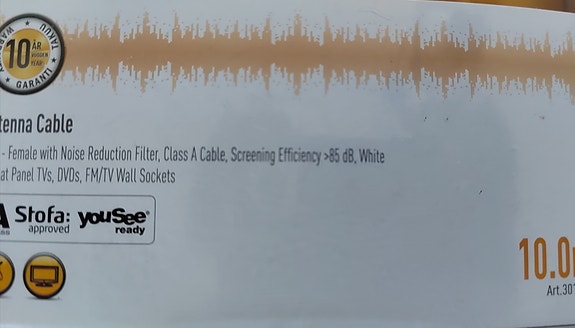 10 ÅR
GARANTI
tenna Cable
- Female with Noise Reduction Filter, Class A Cable, Screening Efficiency >85 dB, White
at Panel TVs, DVDs, FM/TV Wall Sockets
A Stofa: youSee
approved ready
10.0
Art.301